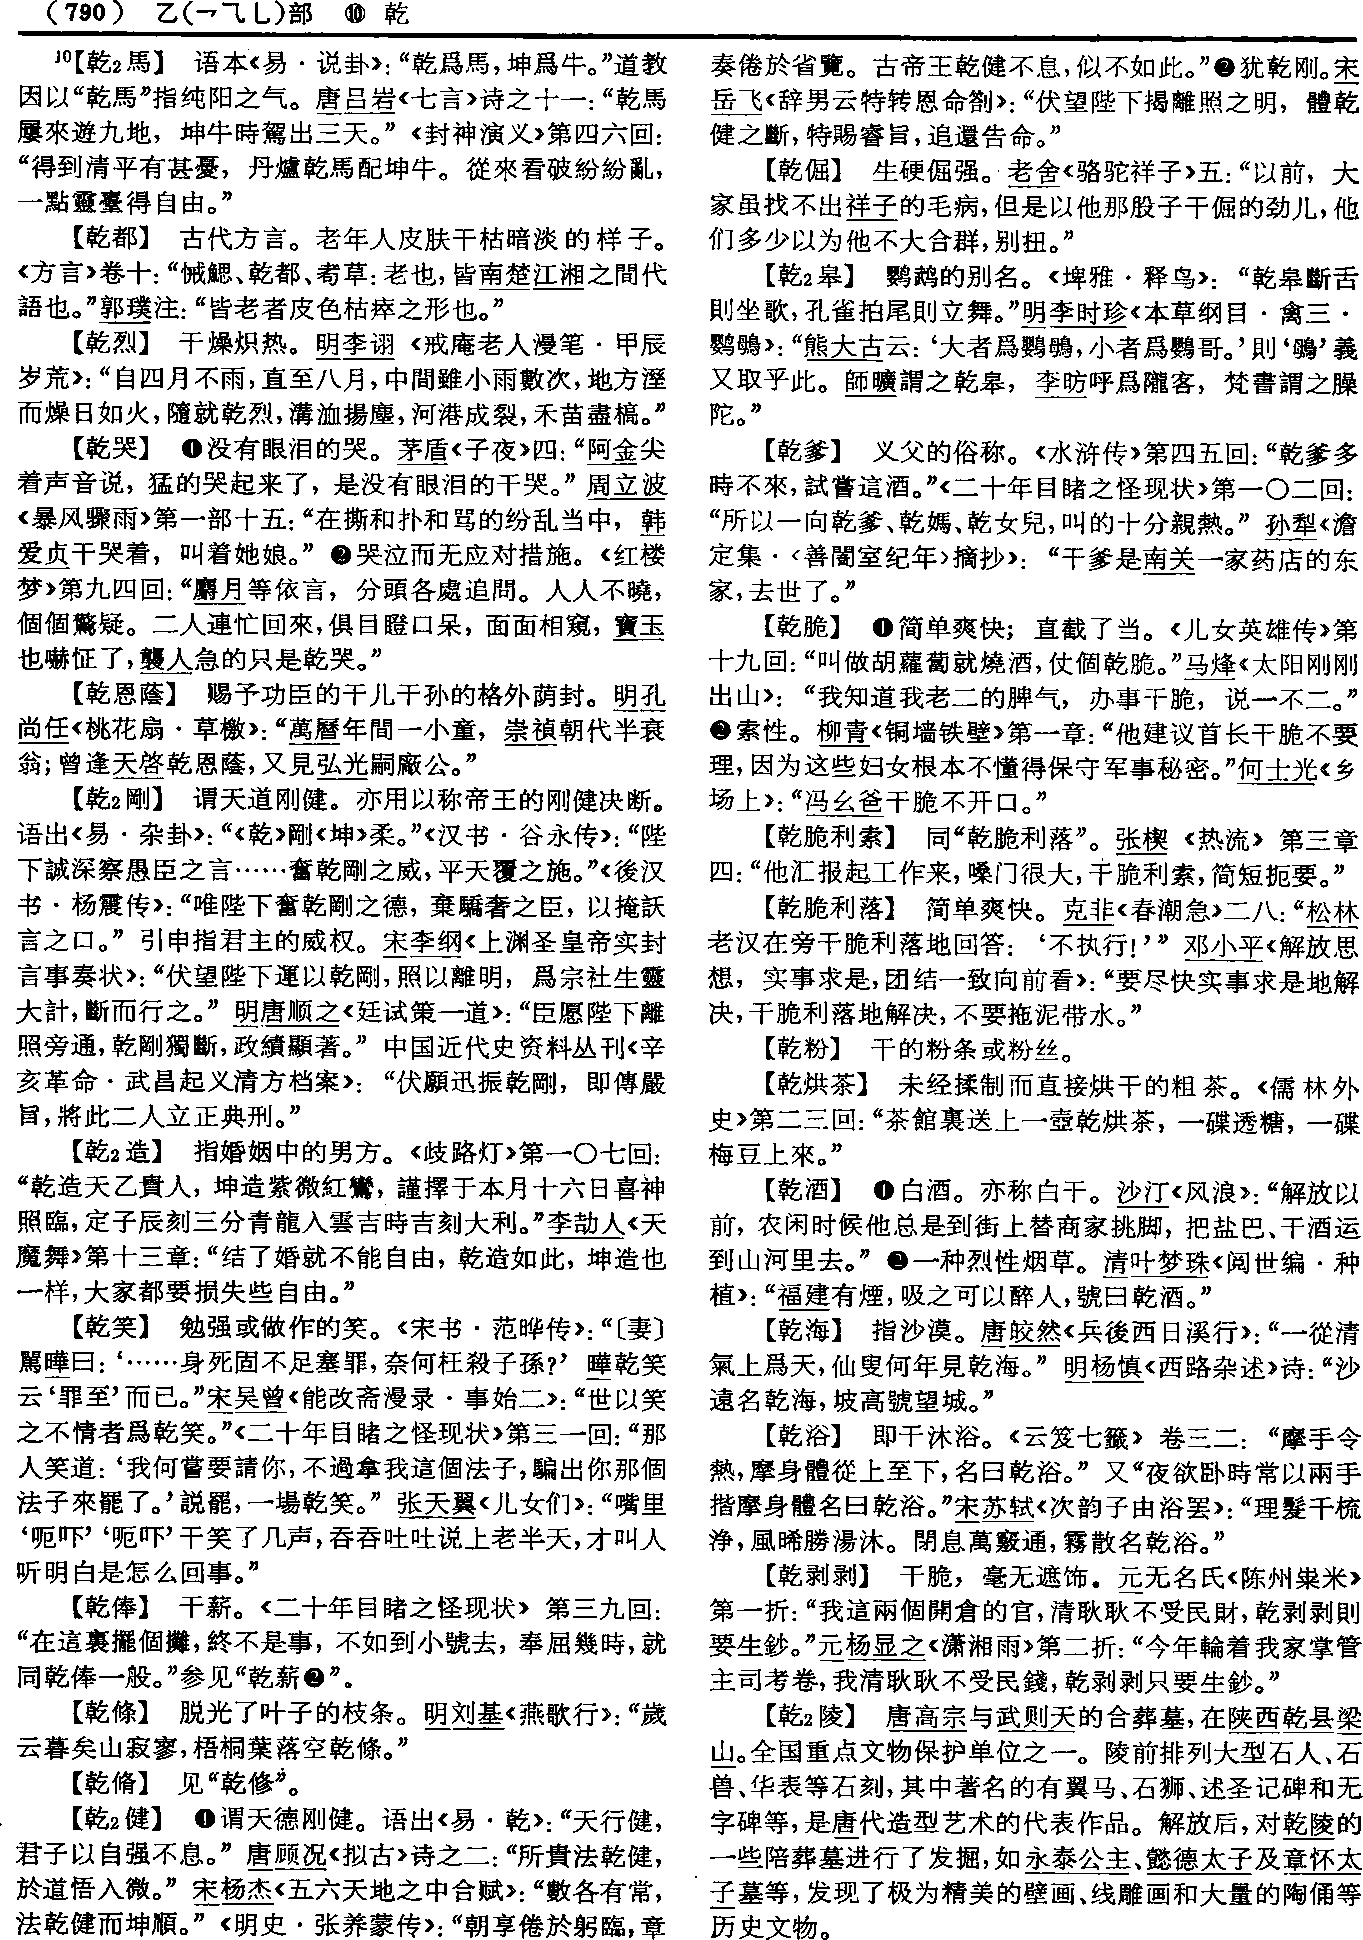 （790） 乙(㇖乁乚)部 ⑩ 乾
10【乾₂馬】 语本《易·说卦》：“乾爲馬，坤爲牛。”道教
因以“乾馬”指纯阳之气。唐吕岩《七言》诗之十一：“乾馬
屢來遊九地，坤牛時駕出三天。”《封神演义》第四六回：
“得到清平有甚憂，丹爐乾馬配坤牛。從來看破紛紛亂，
一點靈臺得自由。”
【乾都】 古代方言。老年人皮肤干枯暗淡的样子。
《方言》卷十：“㥘鰓、乾都、耇革：老也，皆南楚江湘之間代
語也。”郭璞注：“皆老者皮色枯瘁之形也。”
【乾烈】 干燥炽热。明李诩《戒庵老人漫笔·甲辰
岁荒》：“自四月不雨，直至八月，中間雖小雨數次，地方溼
而燥日如火，隨就乾烈，溝洫揚塵，河港成裂，禾苗盡槁。”
【乾哭】 ❶没有眼泪的哭。茅盾《子夜》四：“阿金尖
着声音说，猛的哭起来了，是没有眼泪的干哭。”周立波
《暴风骤雨》第一部十五：“在撕和扑和骂的纷乱当中，韩
爱贞干哭着，叫着她娘。”❷哭泣而无应对措施。《红楼
梦》第九四回：“麝月等依言，分頭各處追問。人人不曉，
個個驚疑。二人連忙回來，俱目瞪口呆，面面相窺，寶玉
也嚇怔了，襲人急的只是乾哭。”
【乾恩蔭】 赐予功臣的干儿干孙的格外荫封。明孔
尚任《桃花扇·草檄》：“萬曆年間一小童，崇禎朝代半衰
翁；曾逢天啓乾恩蔭，又見弘光嗣廠公。”
【乾₂剛】 谓天道刚健。亦用以称帝王的刚健决断。
语出《易·杂卦》：“《乾》剛《坤》柔。”《汉书·谷永传》：“陛
下誠深察愚臣之言……奮乾剛之威，平天覆之施。”《後汉
书·杨震传》：“唯陛下奮乾剛之德，棄驕奢之臣，以掩訞
言之口。”引申指君主的威权。宋李纲《上渊圣皇帝实封
言事奏状》：“伏望陛下運以乾剛，照以離明，爲宗社生靈
大計，斷而行之。”明唐顺之《廷试策一道》：“臣愿陛下離
照旁通，乾剛獨斷，政績顯著。”中国近代史资料丛刊《辛
亥革命·武昌起义清方档案》：“伏願迅振乾剛，即傳嚴
旨，將此二人立正典刑。”
【乾₂造】 指婚姻中的男方。《歧路灯》第一〇七回：
“乾造天乙貴人，坤造紫微紅鸞，謹擇于本月十六日喜神
照臨，定子辰刻三分青龍入雲吉時吉刻大利。”李劼人《天
魔舞》第十三章：“结了婚就不能自由，乾造如此，坤造也
一样，大家都要损失些自由。”
【乾笑】 勉强或做作的笑。《宋书·范晔传》：“〔妻〕
罵曄曰：‘……身死固不足塞罪，奈何枉殺子孫？’曄乾笑
云‘罪至’而已。”宋吴曾《能改斋漫录·事始二》：“世以笑
之不情者爲乾笑。”《二十年目睹之怪现状》第三一回：“那
人笑道：‘我何嘗要請你，不過拿我這個法子，騙出你那個
法子來罷了。’説罷，一場乾笑。”张天翼《儿女们》：“嘴里
‘呃吓’‘呃吓’干笑了几声，吞吞吐吐说上老半天，才叫人
听明白是怎么回事。”
【乾俸】 干薪。《二十年目睹之怪现状》第三九回：
“在這裏擺個攤，終不是事，不如到小號去，奉屈幾時，就
同乾俸一般。”参见“乾薪❷”。
【乾條】 脱光了叶子的枝条。明刘基《燕歌行》：“歲
云暮矣山寂寥，梧桐葉落空乾條。”
【乾脩】 见“乾修”。
【乾₂健】 ❶谓天德刚健。语出《易·乾》：“天行健，
君子以自强不息。”唐顾况《拟古》诗之二：“所貴法乾健，
於道悟入微。”宋杨杰《五六天地之中合赋》：“數各有常，
法乾健而坤順。”《明史·张养蒙传》：“朝享倦於躬臨，章
奏倦於省覽。古帝王乾健不息，似不如此。”❷犹乾刚。宋
岳飞《辞男云特转恩命劄》：“伏望陛下揭離照之明，體乾
健之斷，特賜睿旨，追還告命。”
【乾倔】 生硬倔强。老舍《骆驼祥子》五：“以前，大
家虽找不出祥子的毛病，但是以他那股子干倔的劲儿，他
们多少以为他不大合群，别扭。”
【乾₂皋】 鹦鹉的别名。《埤雅·释鸟》：“乾皋斷舌
則坐歌，孔雀拍尾則立舞。”明李时珍《本草纲目·禽三·
鹦䳇》：“熊大古云：‘大者爲鹦䳇，小者爲鹦哥。’則‘䳇’義
又取乎此。師曠謂之乾皋，李昉呼爲隴客，梵書謂之臊
陀。”
【乾爹】 义父的俗称。《水浒传》第四五回：“乾爹多
時不來，試嘗這酒。”《二十年目睹之怪现状》第一〇二回：
“所以一向乾爹、乾媽、乾女兒，叫的十分親熱。”孙犁《澹
定集·〈善闇室纪年〉摘抄》：“干爹是南关一家药店的东
家，去世了。”
【乾脆】 ❶简单爽快；直截了当。《儿女英雄传》第
十九回：“叫做胡蘿蔔就燒酒，仗個乾脆。”马烽《太阳刚刚
出山》：“我知道我老二的脾气，办事干脆，说一不二。”
❷索性。柳青《铜墙铁壁》第一章：“他建议首长干脆不要
理，因为这些妇女根本不懂得保守军事秘密。”何士光《乡
场上》：“冯幺爸干脆不开口。”
【乾脆利素】 同“乾脆利落”。张楔《热流》第三章
四：“他汇报起工作来，嗓门很大，干脆利素，简短扼要。”
【乾脆利落】 简单爽快。克非《春潮急》二八：“松林
老汉在旁干脆利落地回答：‘不执行！’”邓小平《解放思
想，实事求是，团结一致向前看》：“要尽快实事求是地解
决，干脆利落地解决，不要拖泥带水。”
【乾粉】 干的粉条或粉丝。
【乾烘茶】 未经揉制而直接烘干的粗茶。《儒林外
史》第二三回：“茶館裏送上一壺乾烘茶，一碟透糖，一碟
梅豆上來。”
【乾酒】 ❶白酒。亦称白干。沙汀《风浪》：“解放以
前，农闲时候他总是到街上替商家挑脚，把盐巴、干酒运
到山河里去。”❷一种烈性烟草。清叶梦珠《阅世编·种
植》：“福建有煙，吸之可以醉人，號曰乾酒。”
【乾海】 指沙漠。唐皎然《兵後西日溪行》：“一從清
氣上爲天，仙叟何年見乾海。”明杨慎《西路杂述》诗：“沙
遠名乾海，坡高號望城。”
【乾浴】 即干沐浴。《云笈七籤》卷三二：“摩手令
熱，摩身體從上至下，名曰乾浴。”又“夜欲卧時常以兩手
揩摩身體名曰乾浴。”宋苏轼《次韵子由浴罢》：“理髮千梳
浄，風晞勝湯沐。閉息萬竅通，霧散名乾浴。”
【乾剥剥】 干脆，毫无遮饰。元无名氏《陈州粜米》
第一折：“我這兩個開倉的官，清耿耿不受民財，乾剥剥則
要生鈔。”元杨显之《潇湘雨》第二折：“今年輪着我家掌管
主司考卷，我清耿耿不受民錢，乾剥剥只要生鈔。”
【乾₂陵】 唐高宗与武则天的合葬墓，在陕西乾县梁
山。全国重点文物保护单位之一。陵前排列大型石人、石
兽、华表等石刻，其中著名的有翼马、石狮、述圣记碑和无
字碑等，是唐代造型艺术的代表作品。解放后，对乾陵的
一些陪葬墓进行了发掘，如永泰公主、懿德太子及章怀太
子墓等，发现了极为精美的壁画、线雕画和大量的陶俑等
历史文物。